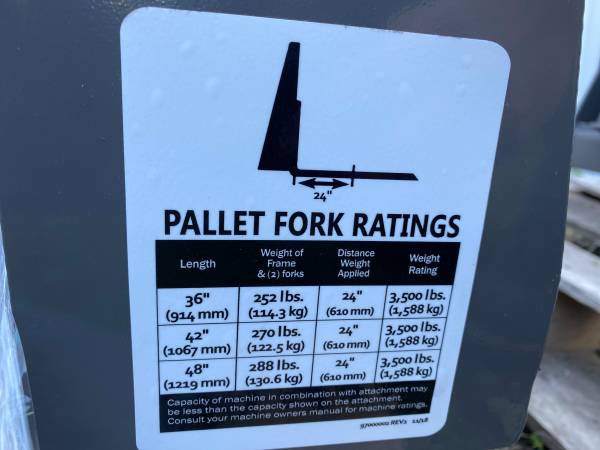 24"
PALLET FORK RATINGS
Length
Weight of
Frame
& (2) forks
Distance
Weight
Applied
Weight
Rating
36"
(914 mm)
252 lbs.
(114.3 kg)
24"
(610 mm)
3,500 lbs.
(1,588 kg)
42"
(1067 mm)
270 lbs.
(122.5 kg)
24"
(610 mm)
3,500 lbs.
(1,588 kg)
48"
(1219 mm)
288 lbs.
(130.6 kg)
24"
(610 mm)
3,500 lbs.
(1,588 kg)
Capacity of machine in combination with attachment may
be less than the capacity shown on the attachment.
Consult your machine owners manual for machine ratings.
97000002 REV2 11/18